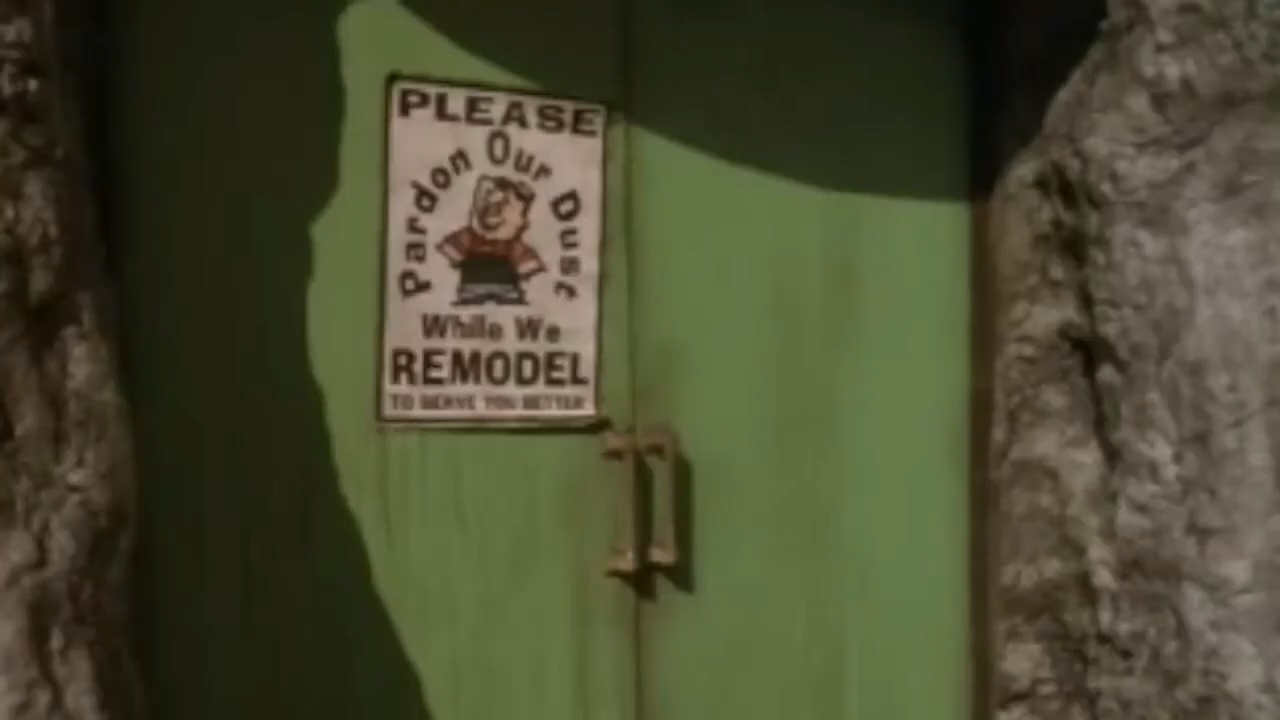 PLEASE
Pardon Our Dust
While We
REMODEL
TO SERVE YOU BETTER